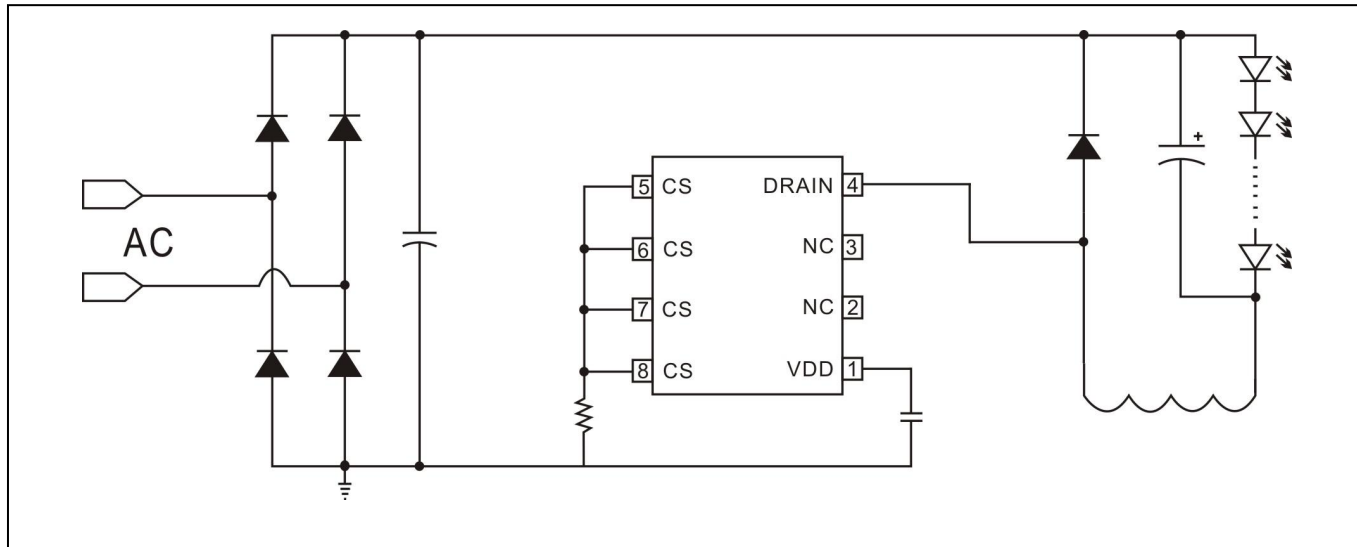 AC
5 CS DRAIN 4
6 CS NC 3
7 CS NC 2
8 CS VDD 1
+